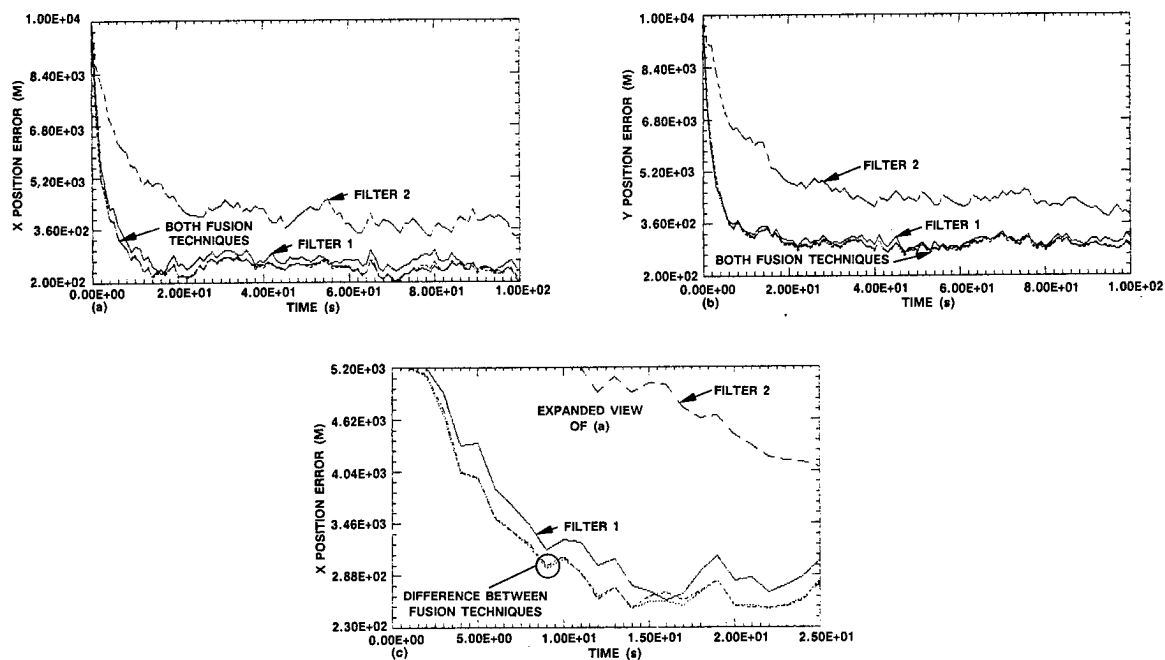 1.00E+04
8.40E+03
6.80E+03
5.20E+03
3.60E+02
2.00E+02
X POSITION ERROR (M)
FILTER 2
BOTH FUSION
TECHNIQUES
FILTER 1
0.00E+00 2.00E+01 4.00E+01 6.00E+01 8.00E+01 1.00E+02
(a) TIME (s)
1.00E+04
8.40E+03
6.80E+03
5.20E+03
3.60E+02
2.00E+02
Y POSITION ERROR (M)
FILTER 2
FILTER 1
BOTH FUSION TECHNIQUES
0.00E+00 2.00E+01 4.00E+01 6.00E+01 8.00E+01 1.00E+02
(b) TIME (s)
5.20E+03
4.62E+03
4.04E+03
3.46E+03
2.88E+02
2.30E+02
X POSITION ERROR (M)
EXPANDED VIEW
OF (a)
FILTER 2
FILTER 1
DIFFERENCE BETWEEN
FUSION TECHNIQUES
0.00E+00 5.00E+00 1.00E+01 1.50E+01 2.00E+01 2.50E+01
(c) TIME (s)